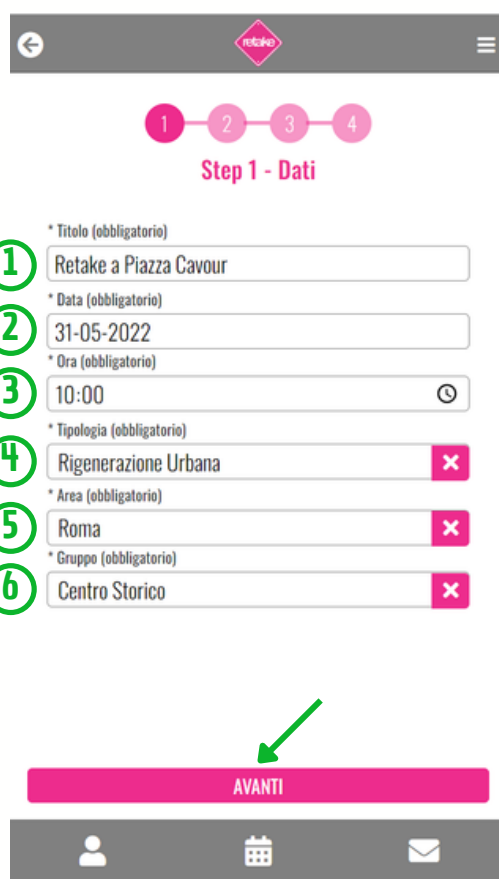 retake
1 2 3 4
Step 1 - Dati
* Titolo (obbligatorio)
1 Retake a Piazza Cavour
* Data (obbligatorio)
2 31-05-2022
* Ora (obbligatorio)
3 10:00
* Tipologia (obbligatorio)
4 Rigenerazione Urbana
* Area (obbligatorio)
5 Roma
* Gruppo (obbligatorio)
6 Centro Storico
AVANTI